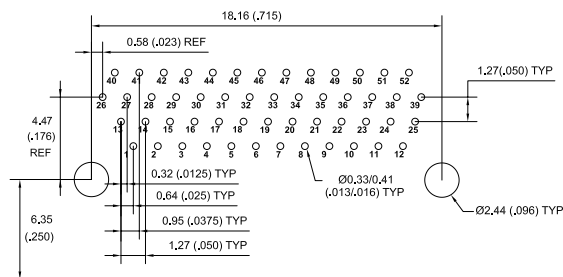 18.16 (.715)
0.58 (.023) REF
40 41 42 43 44 45 46 47 48 49 50 51 52
1.27(.050) TYP
26 27 28 29 30 31 32 33 34 35 36 37 38 39
4.47
(.176)
REF
13 14 15 16 17 18 19 20 21 22 23 24 25
1 2 3 4 5 6 7 8 9 10 11 12
0.32 (.0125) TYP
Ø0.33/0.41
(.013/.016) TYP
0.64 (.025) TYP
Ø2.44 (.096) TYP
6.35
(.250)
0.95 (.0375) TYP
1.27 (.050) TYP